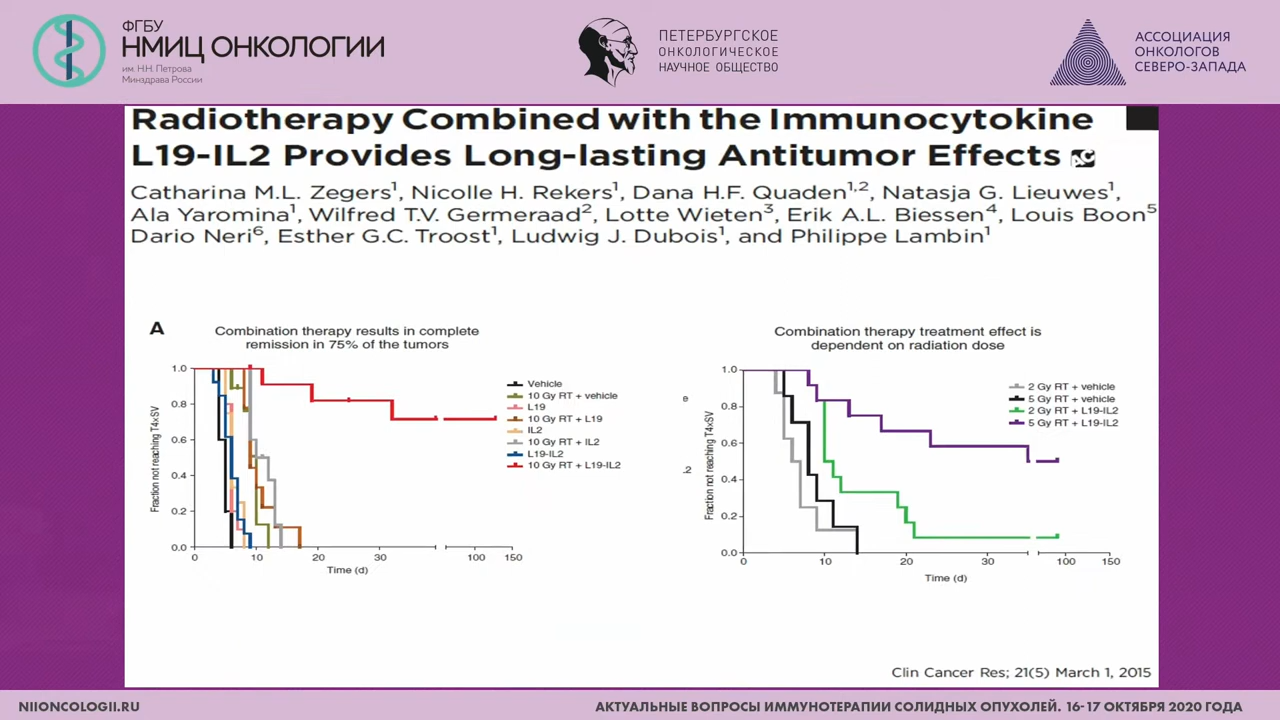 ФГБУ
НМИЦ ОНКОЛОГИИ
им. Н.Н. Петрова
Минздрава России
ПЕТЕРБУРГСКОЕ
ОНКОЛОГИЧЕСКОЕ
НАУЧНОЕ ОБЩЕСТВО
АССОЦИАЦИЯ
ОНКОЛОГОВ
СЕВЕРО-ЗАПАДА
Radiotherapy Combined with the Immunocytokine
L19-IL2 Provides Long-lasting Antitumor Effects AC
Catharina M.L. Zegers1, Nicolle H. Rekers1, Dana H.F. Quaden1,2, Natasja G. Lieuwes1,
Ala Yaromina1, Wilfred T.V. Germeraad2, Lotte Wieten3, Erik A.L. Biessen4, Louis Boon5
Dario Neri6, Esther G.C. Troost1, Ludwig J. Dubois1, and Philippe Lambin1
A
Combination therapy results in complete
remission in 75% of the tumors
Fraction not reaching T4×SV
1.0
0.8
0.6
0.4
0.2
0.0
0 10 20 30 100 150
Time (d)
Vehicle
10 Gy RT + vehicle
L19
10 Gy RT + L19
IL2
10 Gy RT + IL2
L19-IL2
10 Gy RT + L19-IL2
e
2
Combination therapy treatment effect is
dependent on radiation dose
Fraction not reaching T4×SV
1.0
0.8
0.6
0.4
0.2
0.0
0 10 20 30 100 150
Time (d)
2 Gy RT + vehicle
5 Gy RT + vehicle
2 Gy RT + L19-IL2
5 Gy RT + L19-IL2
Clin Cancer Res; 21(5) March 1, 2015
NIIONCOLOGII.RU
АКТУАЛЬНЫЕ ВОПРОСЫ ИММУНОТЕРАПИИ СОЛИДНЫХ ОПУХОЛЕЙ. 16-17 ОКТЯБРЯ 2020 ГОДА